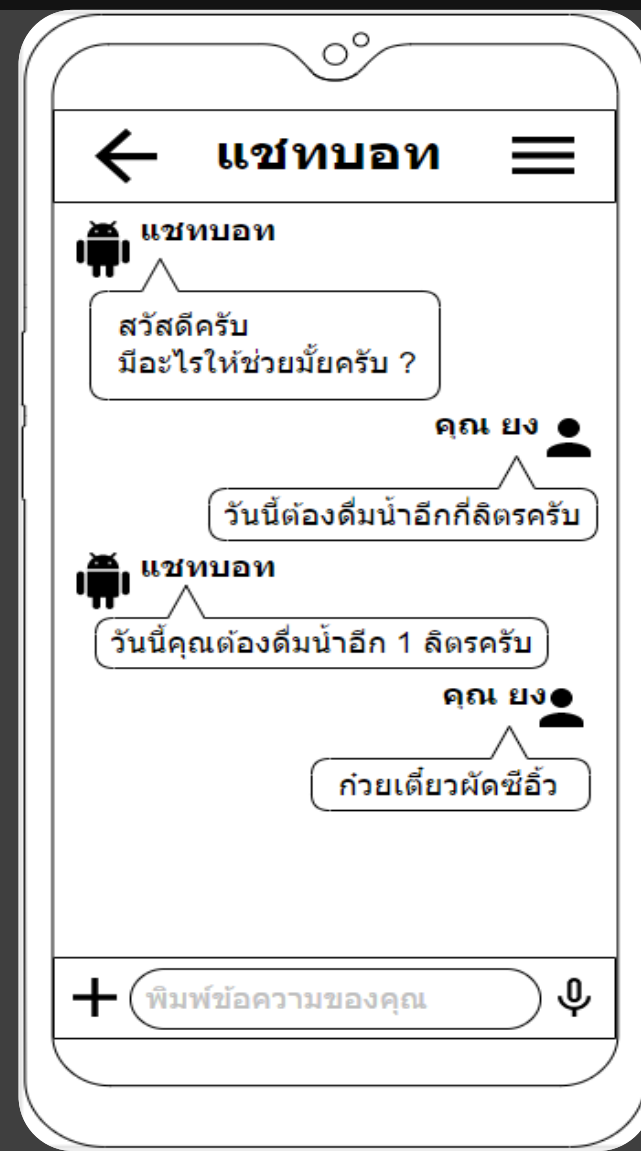 แชทบอท
แชทบอท
สวัสดีครับ
มีอะไรให้ช่วยมั้ยครับ ?
คุณ ยง
วันนี้ต้องดื่มน้ำอีกกี่ลิตรครับ
แชทบอท
วันนี้คุณต้องดื่มน้ำอีก 1 ลิตรครับ
คุณ ยง
ก๋วยเตี๋ยวผัดซีอิ้ว
พิมพ์ข้อความของคุณ